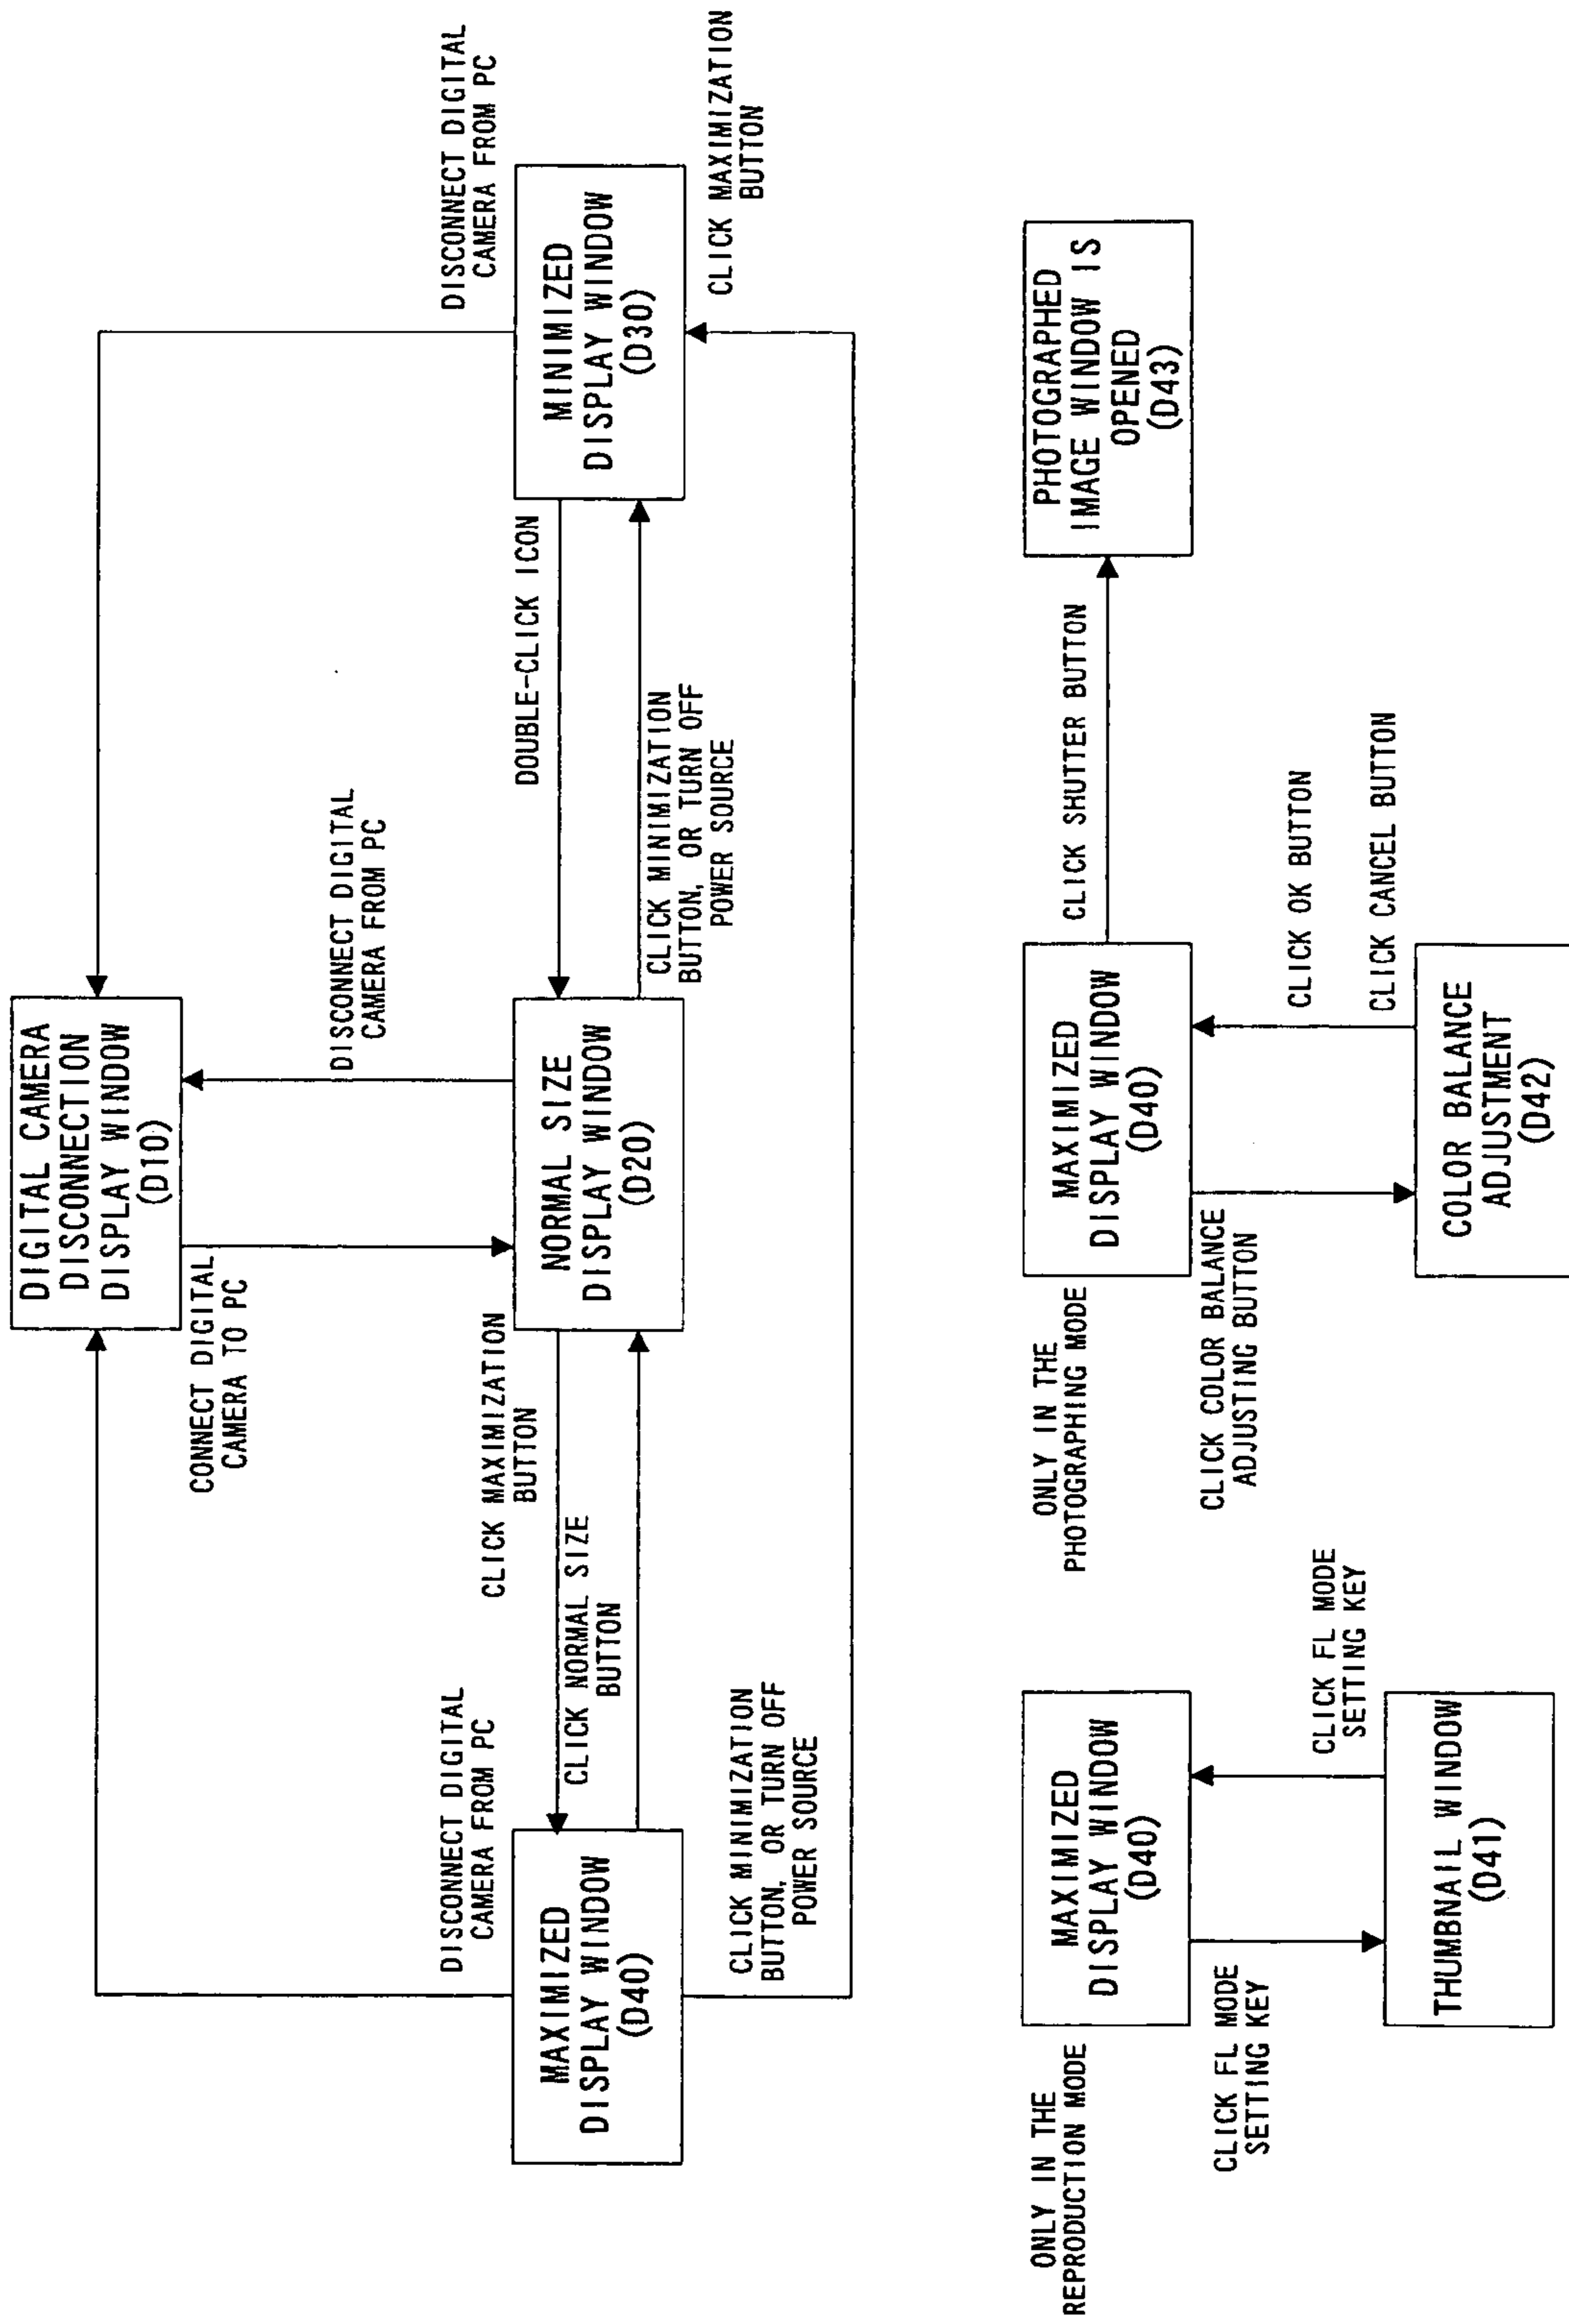 DIGITAL CAMERA
DISCONNECTION
DISPLAY WINDOW
(D10)
CONNECT DIGITAL
CAMERA TO PC
DISCONNECT DIGITAL
CAMERA FROM PC
DISCONNECT DIGITAL
CAMERA FROM PC
DISCONNECT DIGITAL
CAMERA FROM PC
CLICK MAXIMIZATION
BUTTON
DOUBLE-CLICK ICON
MAXIMIZED
DISPLAY WINDOW
(D40)
CLICK NORMAL SIZE
BUTTON
NORMAL SIZE
DISPLAY WINDOW
(D20)
CLICK MINIMIZATION
BUTTON, OR TURN OFF
POWER SOURCE
MINIMIZED
DISPLAY WINDOW
(D30)
CLICK MINIMIZATION
BUTTON, OR TURN OFF
POWER SOURCE
CLICK MAXIMIZATION
BUTTON
ONLY IN THE
REPRODUCTION MODE
MAXIMIZED
DISPLAY WINDOW
(D40)
CLICK FL MODE
SETTING KEY
CLICK FL MODE
SETTING KEY
THUMBNAIL WINDOW
(D41)
ONLY IN THE
PHOTOGRAPHING MODE
MAXIMIZED
DISPLAY WINDOW
(D40)
CLICK SHUTTER BUTTON
PHOTOGRAPHED
IMAGE WINDOW IS
OPENED
(D43)
CLICK COLOR BALANCE
ADJUSTING BUTTON
CLICK OK BUTTON
CLICK CANCEL BUTTON
COLOR BALANCE
ADJUSTMENT
(D42)